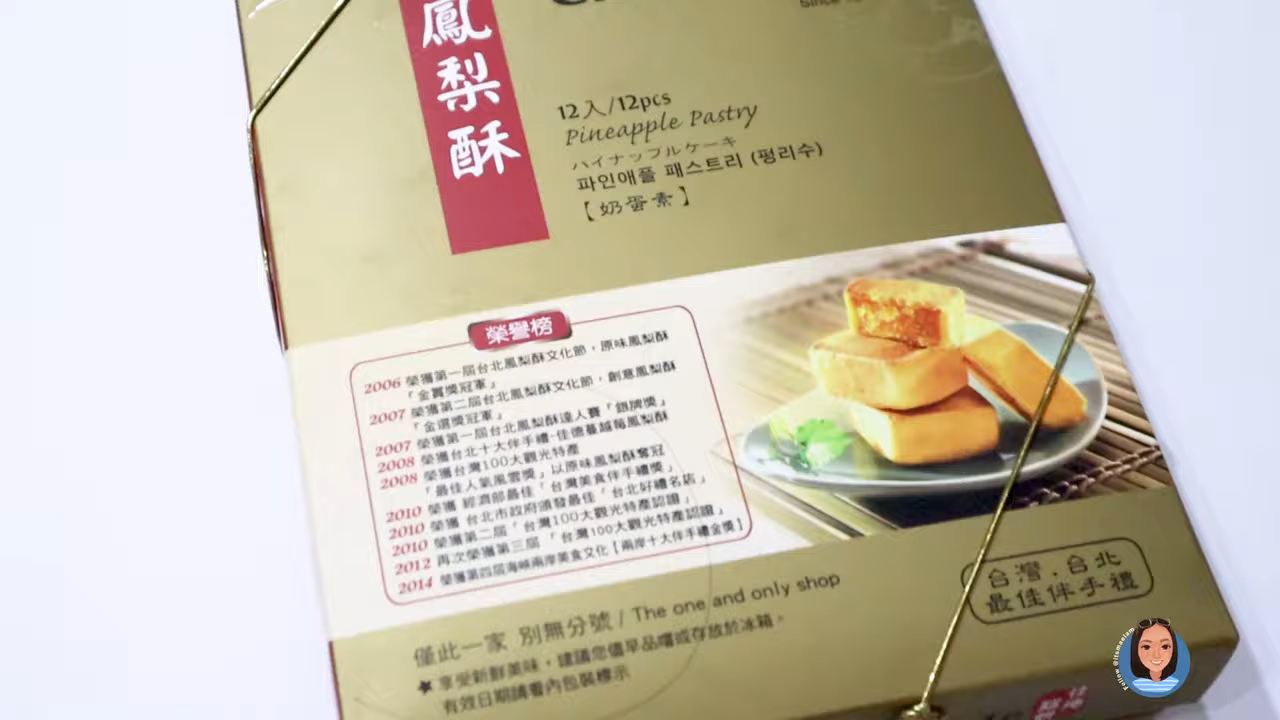 鳳梨酥
12入/12pcs
Pineapple Pastry
パイナップルケーキ
파인애플 패스트리 (펑리수)
【奶蛋素】
榮譽榜
2006 榮獲第一屆台北鳳梨酥文化節，原味鳳梨酥
「金賞獎冠軍」
2007 榮獲第二屆台北鳳梨酥文化節，創意鳳梨酥
「金選獎冠軍」
2007 榮獲第一屆台北鳳梨酥達人賽「銀牌獎」
2008 榮獲台北十大伴手禮-佳德蔓越莓鳳梨酥
2008 榮獲台灣100大觀光特產
「最佳人氣風雲獎」以原味鳳梨酥奪冠
2010 榮獲 經濟部最佳「台灣美食伴手禮獎」
2010 榮獲 台北市政府頒發最佳「台北好禮名店」
2010 榮獲第二屆「台灣100大觀光特產認證」
2012 再次榮獲第三屆「台灣100大觀光特產認證」
2014 榮獲第四屆海峽兩岸美食文化【兩岸十大伴手禮金獎】
僅此一家 別無分號 / The one and only shop
★享受新鮮美味，建議您儘早品嚐或存放於冰箱。
有效日期請看內包裝標示
台灣．台北
最佳伴手禮
Follow @itsmeelam